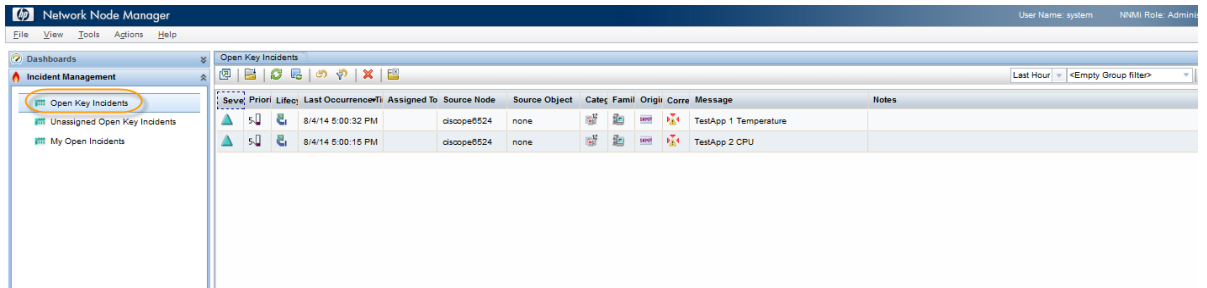 hp Network Node Manager
User Name: system NNMi Role: Adminis
File View Tools Actions Help
Dashboards
Incident Management
Open Key Incidents
Unassigned Open Key Incidents
My Open Incidents
Open Key Incidents
Last Hour <Empty Group filter>
Seve Priori Lifec Last Occurrence Ti Assigned To Source Node Source Object Categ Famil Origi Corre Message Notes
5 8/4/14 5:00:32 PM ciscope6524 none TestApp 1 Temperature
5 8/4/14 5:00:15 PM ciscope6524 none TestApp 2 CPU